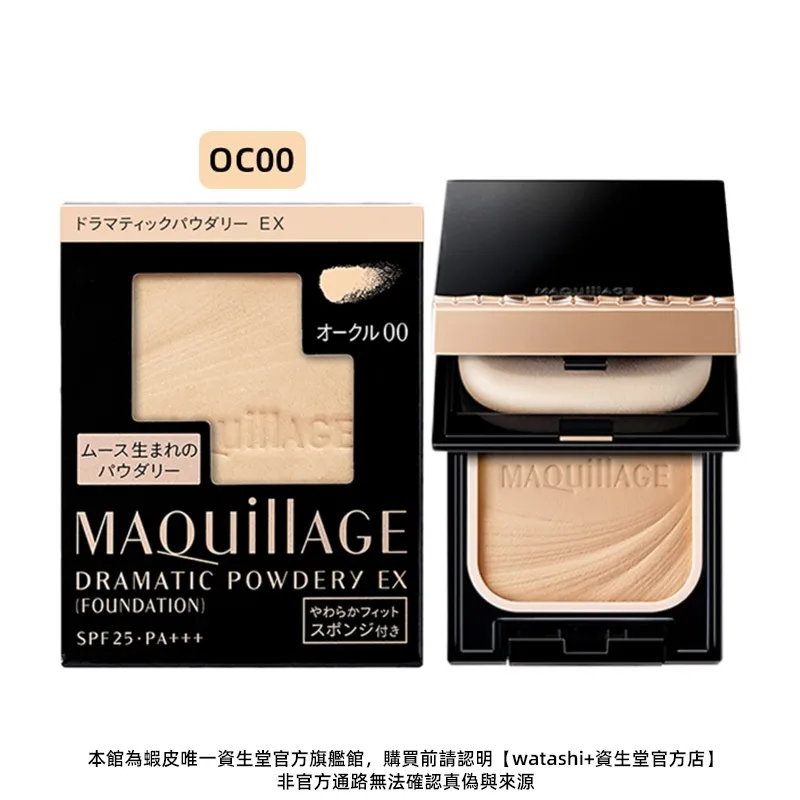 OC00
ドラマティックパウダリー EX
オークル00
quillAGE
ムース生まれの
パウダリー
MAQuillAGE
DRAMATIC POWDERY EX
(FOUNDATION)
SPF25・PA+++
やわらかフィット
スポンジ付き
MAQuillAGE
MAQuillAGE
本館為蝦皮唯一資生堂官方旗艦館，購買前請認明【watashi+資生堂官方店】
非官方通路無法確認真偽與來源